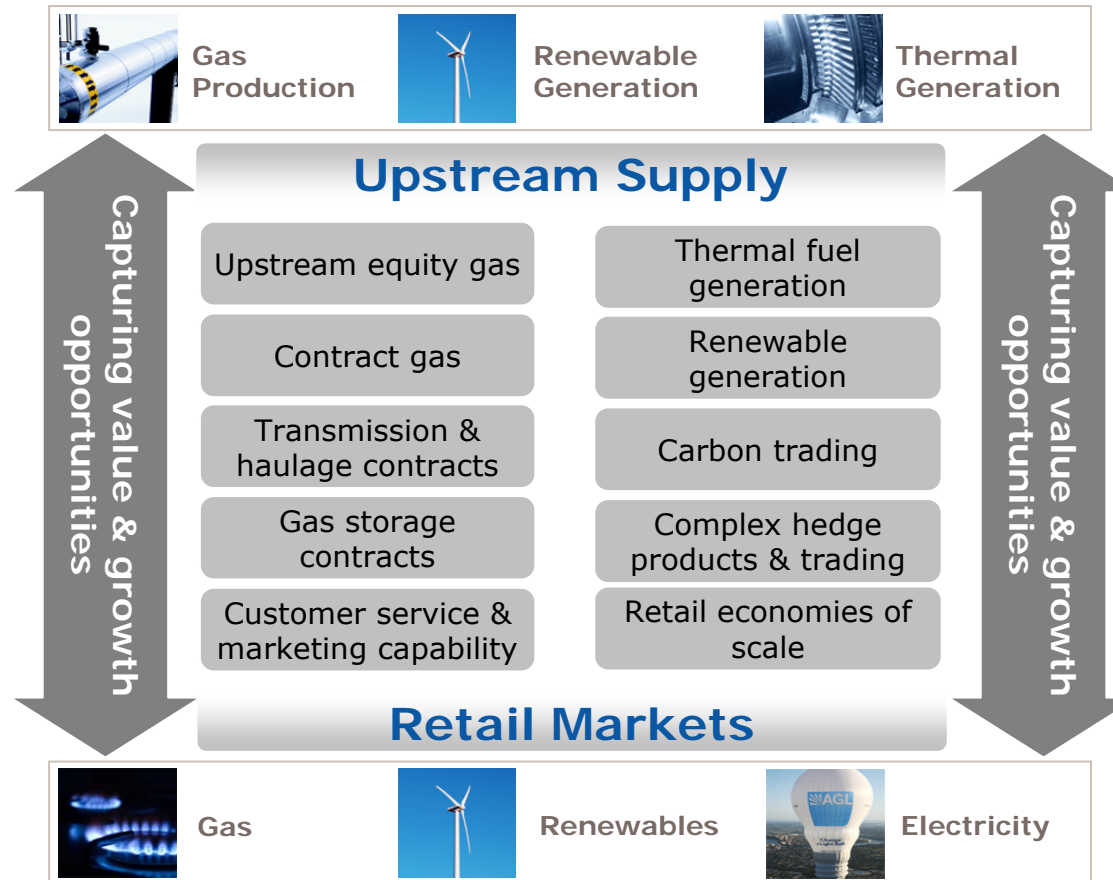 Gas
Production
Renewable
Generation
Thermal
Generation
Upstream Supply
Capturing value & growth
opportunities
Upstream equity gas
Thermal fuel
generation
Contract gas
Renewable
generation
Transmission &
haulage contracts
Carbon trading
Gas storage
contracts
Complex hedge
products & trading
Customer service &
marketing capability
Retail economies of
scale
Capturing value & growth
opportunities
Retail Markets
Gas
Renewables
AGL
Electricity